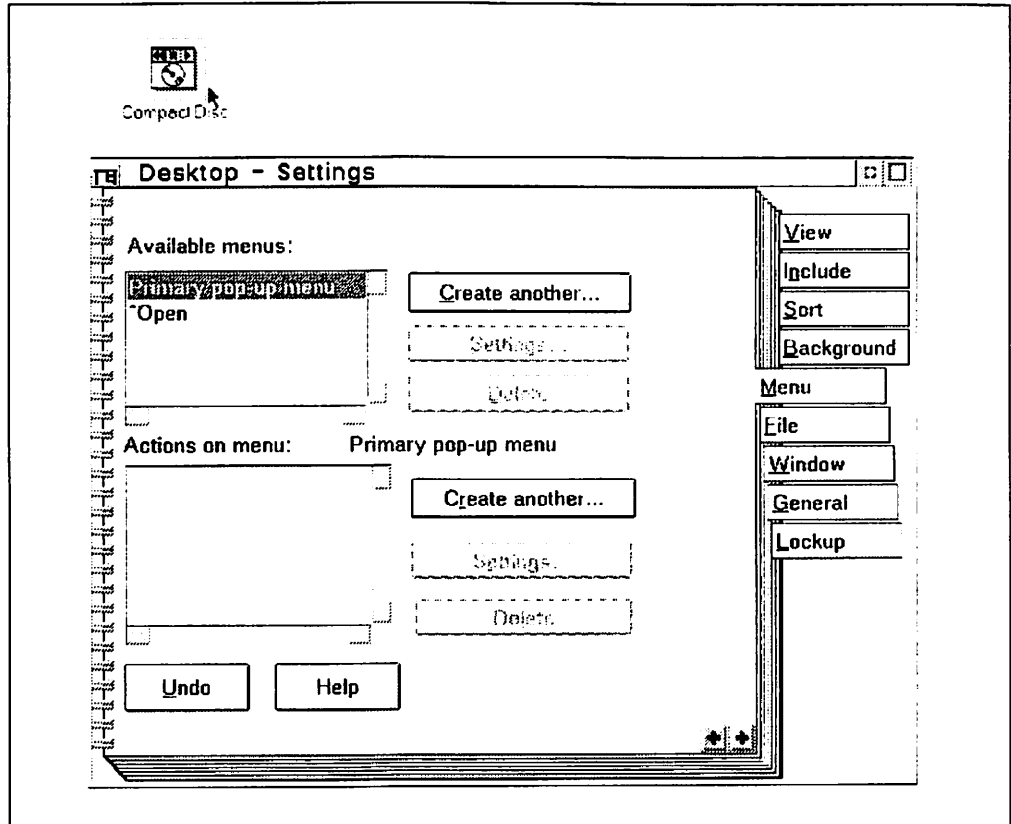 Compact Disc
Desktop - Settings
Available menus:
Primary pop-up menu
~Open
Create another...
Settings...
Delete
Actions on menu: Primary pop-up menu
Create another...
Settings...
Delete
Undo
Help
View
Include
Sort
Background
Menu
File
Window
General
Lockup